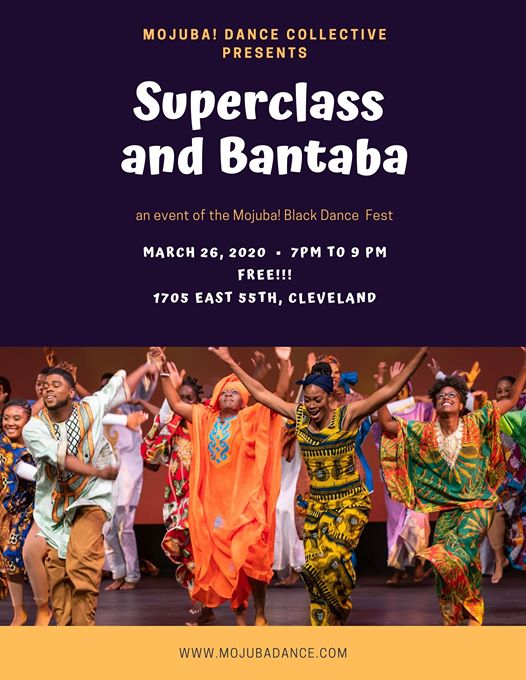 MOJUBA! DANCE COLLECTIVE
PRESENTS
Superclass
and Bantaba
an event of the Mojuba! Black Dance Fest
MARCH 26, 2020 • 7PM TO 9 PM
FREE!!!
1705 EAST 55TH, CLEVELAND
WWW.MOJUBADANCE.COM